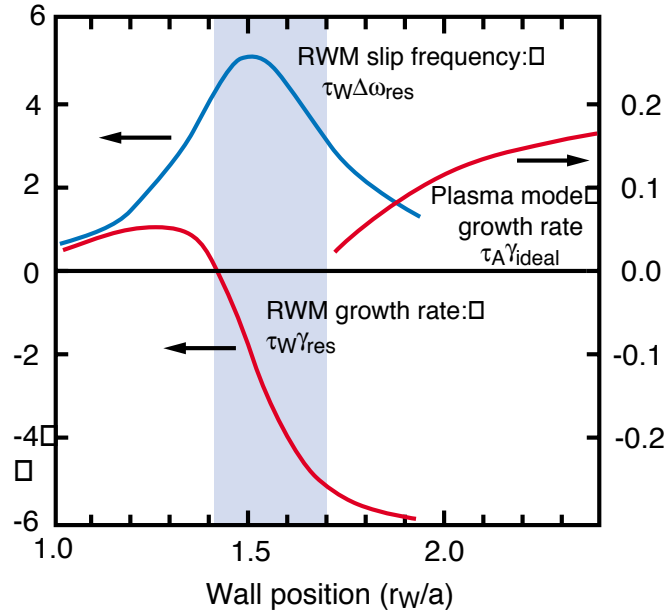 6
4
2
0
-2
-4
-6
RWM slip frequency:□
τWΔωres
0.2
0.1
0.0
-0.1
-0.2
Plasma mode□
growth rate
τAγideal
RWM growth rate:□
τWγres
1.0
1.5
2.0
Wall position (rW/a)